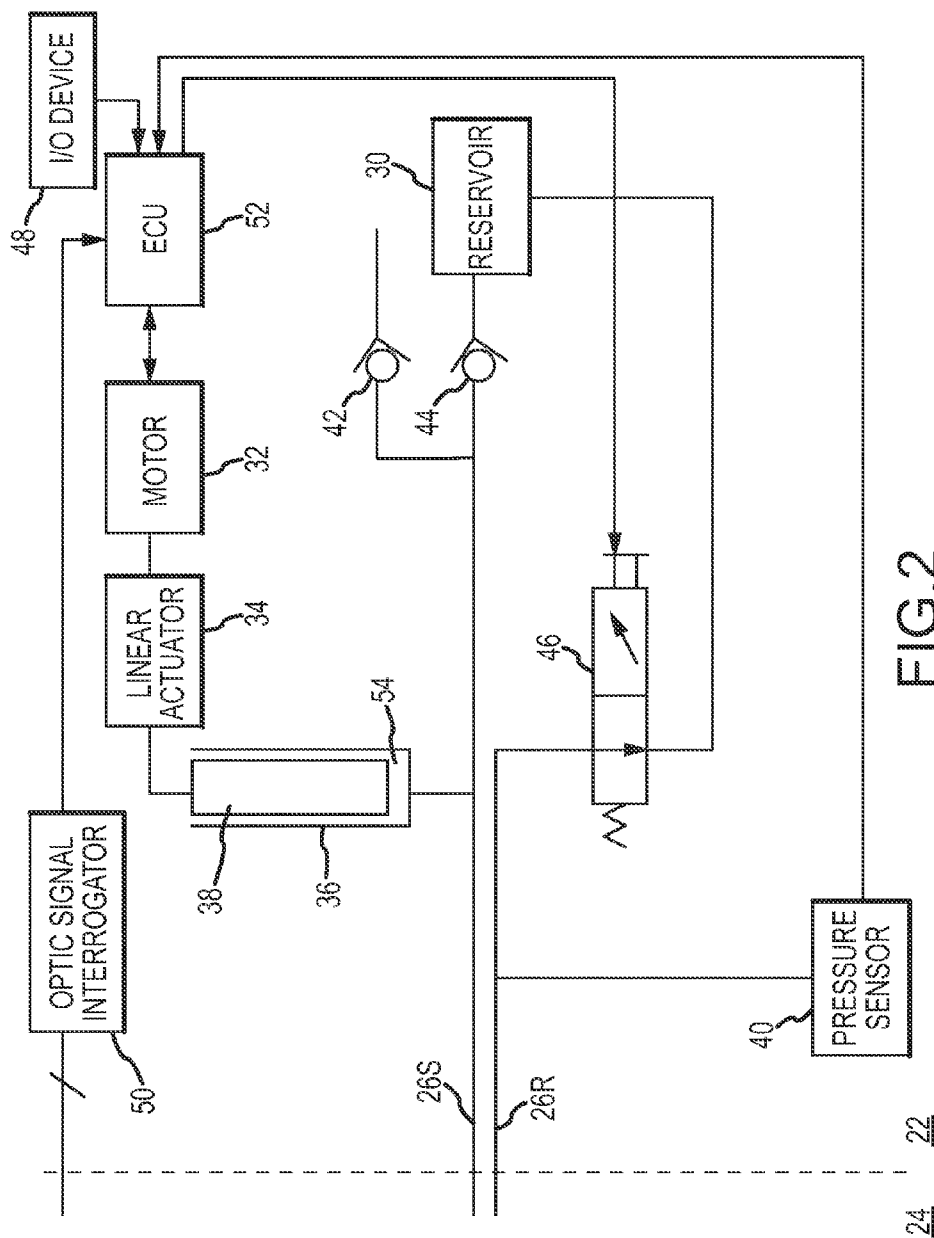 OPTIC SIGNAL
INTERROGATOR
50
I/O DEVICE
48
LINEAR
ACTUATOR
34
MOTOR
32
ECU
52
38
36
54
42
44
RESERVOIR
30
26S
26R
46
PRESSURE
SENSOR
40
24
22
FIG.2